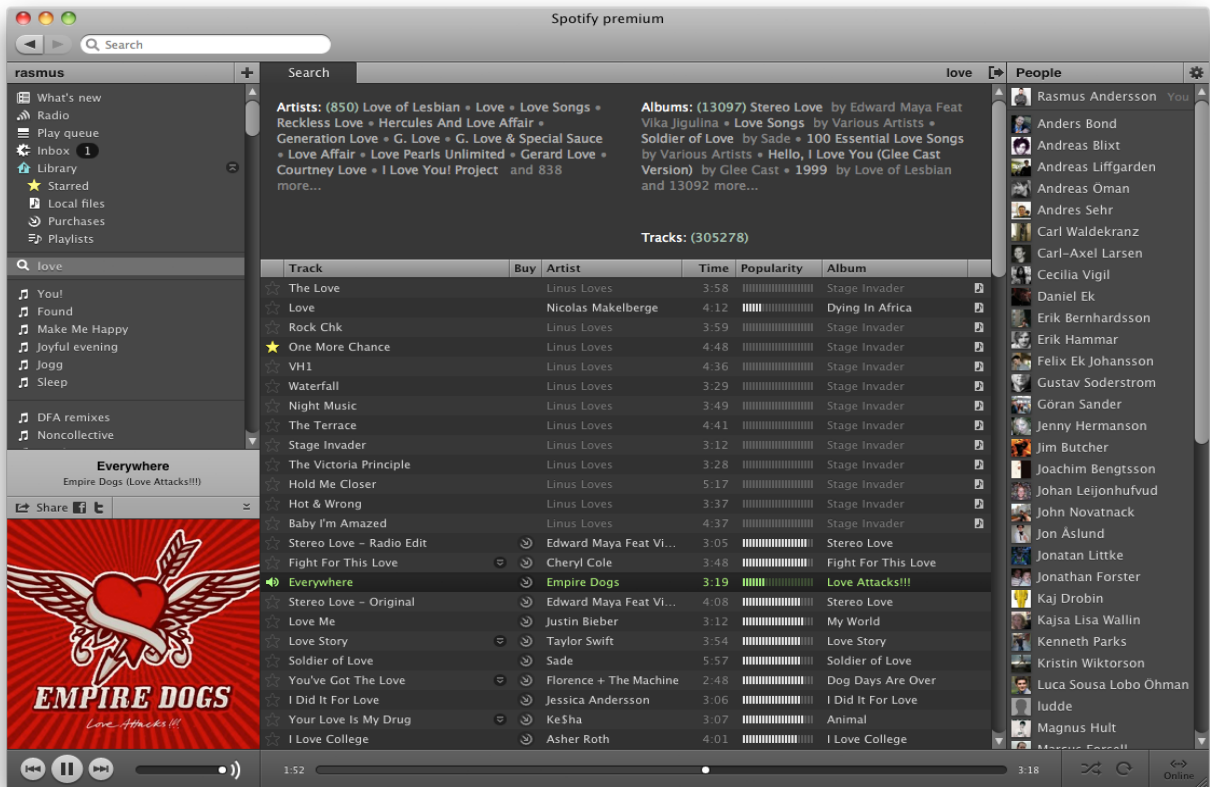 Spotify premium
Search
rasmus
What's new
Radio
Play queue
Inbox 1
Library
Starred
Local files
Purchases
Playlists
love
You!
Found
Make Me Happy
Joyful evening
Jogg
Sleep
DFA remixes
Noncollective
Everywhere
Empire Dogs (Love Attacks!!!)
Share
EMPIRE DOGS
Love Attacks!!!
Search love
Artists: (850) Love of Lesbian • Love • Love Songs •
Reckless Love • Hercules And Love Affair •
Generation Love • G. Love • G. Love & Special Sauce
• Love Affair • Love Pearls Unlimited • Gerard Love •
Courtney Love • I Love You! Project and 838
more...
Albums: (13097) Stereo Love by Edward Maya Feat
Vika Jigulina • Love Songs by Various Artists •
Soldier of Love by Sade • 100 Essential Love Songs
by Various Artists • Hello, I Love You (Glee Cast
Version) by Glee Cast • 1999 by Love of Lesbian
and 13092 more...
Tracks: (305278)
Track Buy Artist Time Popularity Album
The Love Linus Loves 3:58 Stage Invader
Love Nicolas Makelberge 4:12 Dying In Africa
Rock Chk Linus Loves 3:59 Stage Invader
One More Chance Linus Loves 4:48 Stage Invader
VH1 Linus Loves 4:36 Stage Invader
Waterfall Linus Loves 3:29 Stage Invader
Night Music Linus Loves 3:49 Stage Invader
The Terrace Linus Loves 4:41 Stage Invader
Stage Invader Linus Loves 3:12 Stage Invader
The Victoria Principle Linus Loves 3:28 Stage Invader
Hold Me Closer Linus Loves 5:17 Stage Invader
Hot & Wrong Linus Loves 3:37 Stage Invader
Baby I'm Amazed Linus Loves 4:37 Stage Invader
Stereo Love – Radio Edit Edward Maya Feat Vi... 3:05 Stereo Love
Fight For This Love Cheryl Cole 3:48 Fight For This Love
Everywhere Empire Dogs 3:19 Love Attacks!!!
Stereo Love – Original Edward Maya Feat Vi... 4:08 Stereo Love
Love Me Justin Bieber 3:12 My World
Love Story Taylor Swift 3:54 Love Story
Soldier of Love Sade 5:57 Soldier of Love
You've Got The Love Florence + The Machine 2:48 Dog Days Are Over
I Did It For Love Jessica Andersson 3:06 I Did It For Love
Your Love Is My Drug Ke$ha 3:07 Animal
I Love College Asher Roth 4:01 I Love College
People
Rasmus Andersson You
Anders Bond
Andreas Blixt
Andreas Liffgarden
Andreas Öman
Andres Sehr
Carl Waldekranz
Carl-Axel Larsen
Cecilia Vigil
Daniel Ek
Erik Bernhardsson
Erik Hammar
Felix Ek Johansson
Gustav Soderstrom
Göran Sander
Jenny Hermanson
Jim Butcher
Joachim Bengtsson
Johan Leijonhufvud
John Novatnack
Jon Åslund
Jonatan Littke
Jonathan Forster
Kaj Drobin
Kajsa Lisa Wallin
Kenneth Parks
Kristin Wiktorson
Luca Sousa Lobo Öhman
ludde
Magnus Hult
Marcus Forsell
1:52 3:18
Online